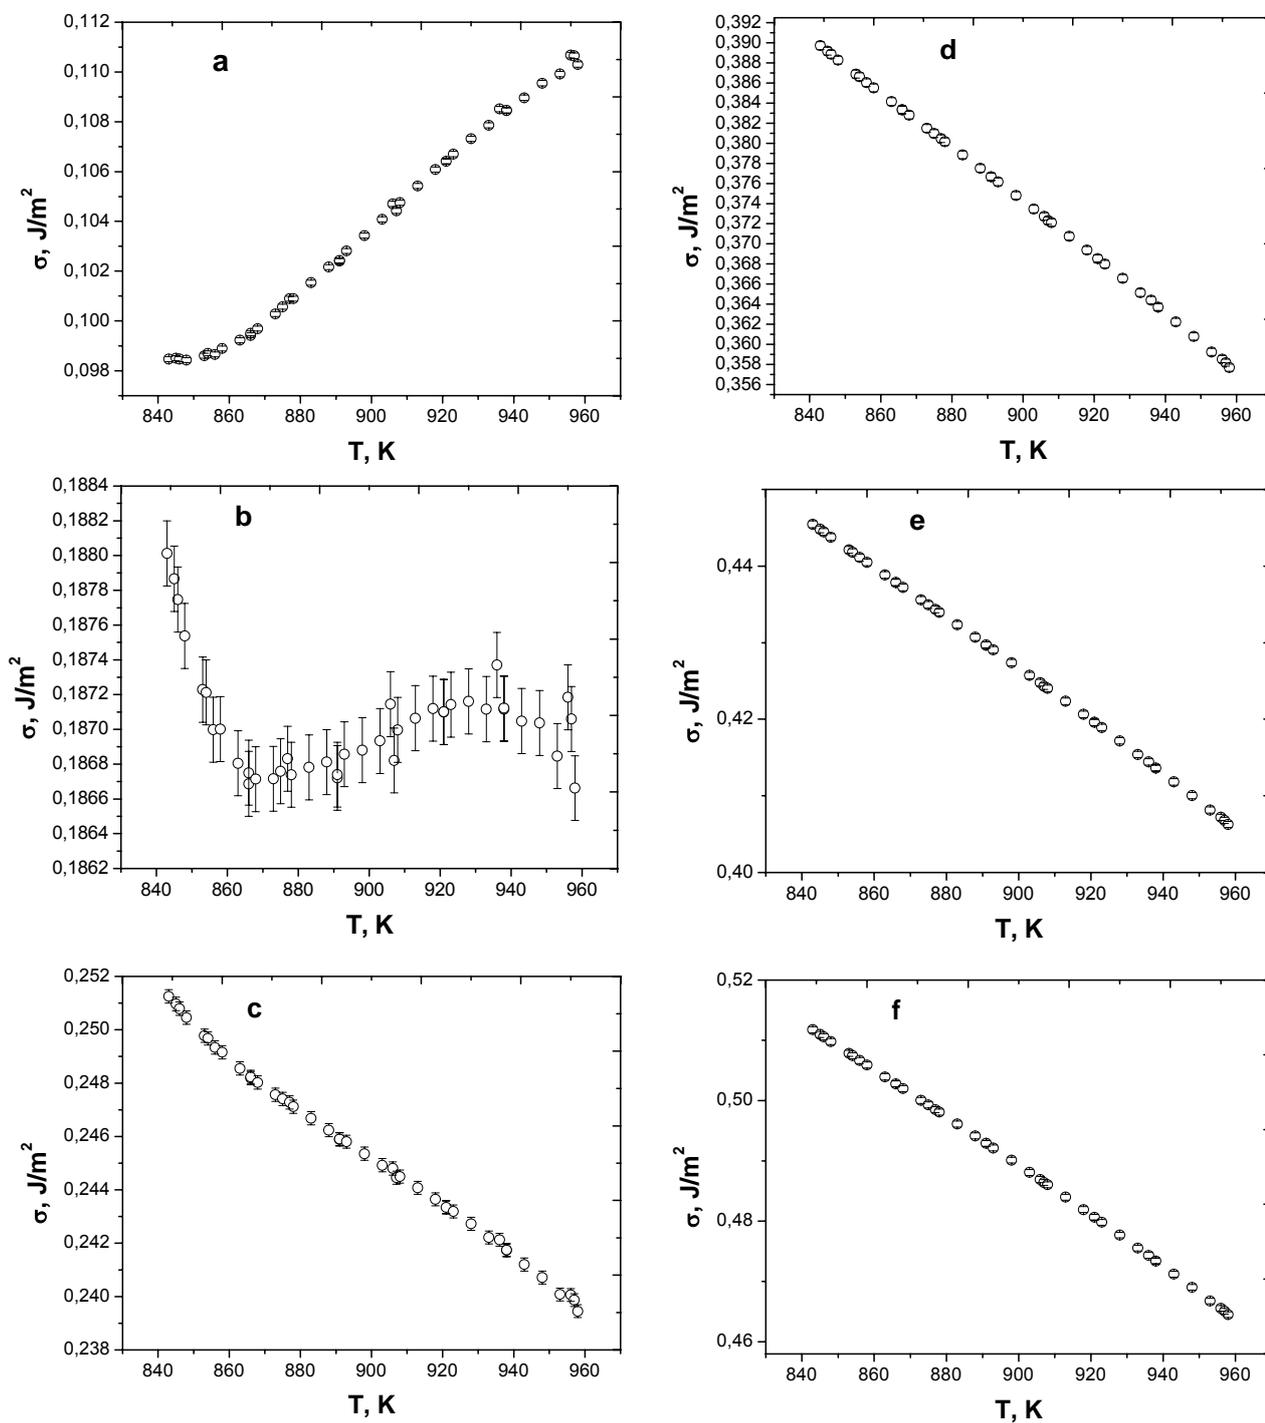 a
0,112
0,110
0,108
0,106
0,104
0,102
0,100
0,098
σ, J/m²
840 860 880 900 920 940 960
T, K
b
0,1884
0,1882
0,1880
0,1878
0,1876
0,1874
0,1872
0,1870
0,1868
0,1866
0,1864
0,1862
σ, J/m²
840 860 880 900 920 940 960
T, K
c
0,252
0,250
0,248
0,246
0,244
0,242
0,240
0,238
σ, J/m²
840 860 880 900 920 940 960
T, K
d
0,392
0,390
0,388
0,386
0,384
0,382
0,380
0,378
0,376
0,374
0,372
0,370
0,368
0,366
0,364
0,362
0,360
0,358
0,356
σ, J/m²
840 860 880 900 920 940 960
T, K
e
0,44
0,42
0,40
σ, J/m²
840 860 880 900 920 940 960
T, K
f
0,52
0,50
0,48
0,46
σ, J/m²
840 860 880 900 920 940 960
T, K